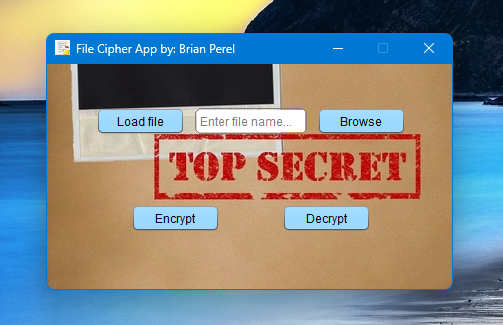 File Cipher App by: Brian Perel
Load file Enter file name... Browse
TOP SECRET
Encrypt Decrypt